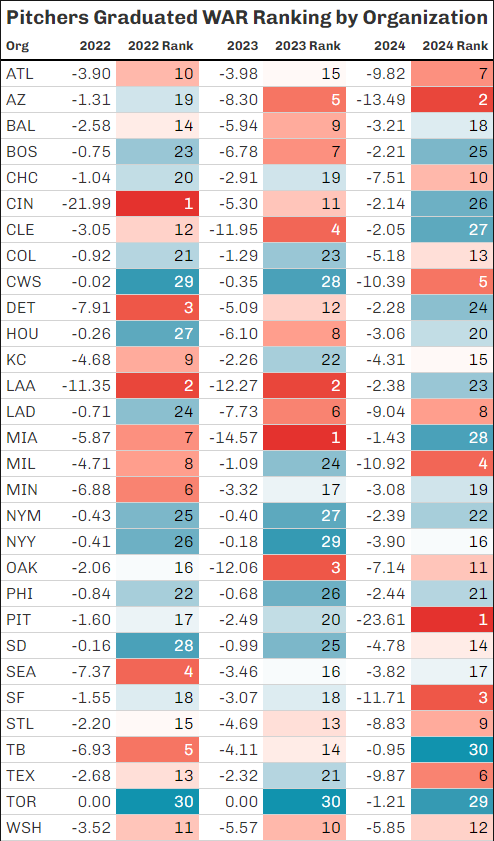 Pitchers Graduated WAR Ranking by Organization
Org 2022 2022 Rank 2023 2023 Rank 2024 2024 Rank
ATL -3.90 10 -3.98 15 -9.82 7
AZ -1.31 19 -8.30 5 -13.49 2
BAL -2.58 14 -5.94 9 -3.21 18
BOS -0.75 23 -6.78 7 -2.21 25
CHC -1.04 20 -2.91 19 -7.51 10
CIN -21.99 1 -5.30 11 -2.14 26
CLE -3.05 12 -11.95 4 -2.05 27
COL -0.92 21 -1.29 23 -5.18 13
CWS -0.02 29 -0.35 28 -10.39 5
DET -7.91 3 -5.09 12 -2.28 24
HOU -0.26 27 -6.10 8 -3.06 20
KC -4.68 9 -2.26 22 -4.31 15
LAA -11.35 2 -12.27 2 -2.38 23
LAD -0.71 24 -7.73 6 -9.04 8
MIA -5.87 7 -14.57 1 -1.43 28
MIL -4.71 8 -1.09 24 -10.92 4
MIN -6.88 6 -3.32 17 -3.08 19
NYM -0.43 25 -0.40 27 -2.39 22
NYY -0.41 26 -0.18 29 -3.90 16
OAK -2.06 16 -12.06 3 -7.14 11
PHI -0.84 22 -0.68 26 -2.44 21
PIT -1.60 17 -2.49 20 -23.61 1
SD -0.16 28 -0.99 25 -4.78 14
SEA -7.37 4 -3.46 16 -3.82 17
SF -1.55 18 -3.07 18 -11.71 3
STL -2.20 15 -4.69 13 -8.83 9
TB -6.93 5 -4.11 14 -0.95 30
TEX -2.68 13 -2.32 21 -9.87 6
TOR 0.00 30 0.00 30 -1.21 29
WSH -3.52 11 -5.57 10 -5.85 12